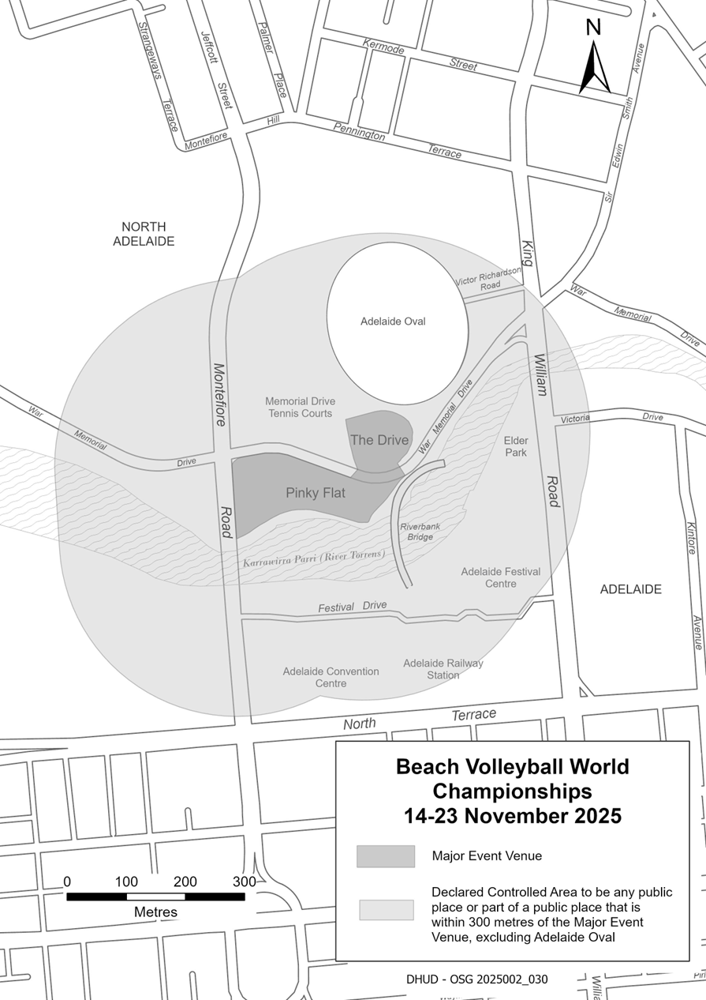 N
Strangeways
Terrace
Jeffcott
Street
Palmer
Place
Kermode
Street
Avenue
Smith
Edwin
Sir
Montefiore
Hill
Pennington
Terrace
NORTH
ADELAIDE
King
Victor Richardson
Road
War
Memorial
Drive
Adelaide Oval
Montefiore
William
Memorial Drive
Tennis Courts
War
Memorial
Drive
War
Memorial
Drive
The Drive
Elder
Park
Victoria
Drive
Pinky Flat
Road
Road
Riverbank
Bridge
Kintore
Karrawirra Parri (River Torrens)
Adelaide Festival
Centre
ADELAIDE
Festival Drive
Avenue
Adelaide Convention
Centre
Adelaide Railway
Station
North
Terrace
Beach Volleyball World
Championships
14-23 November 2025
Major Event Venue
Declared Controlled Area to be any public
place or part of a public place that is
within 300 metres of the Major Event
Venue, excluding Adelaide Oval
0 100 200 300
Metres
DHUD - OSG 2025002_030